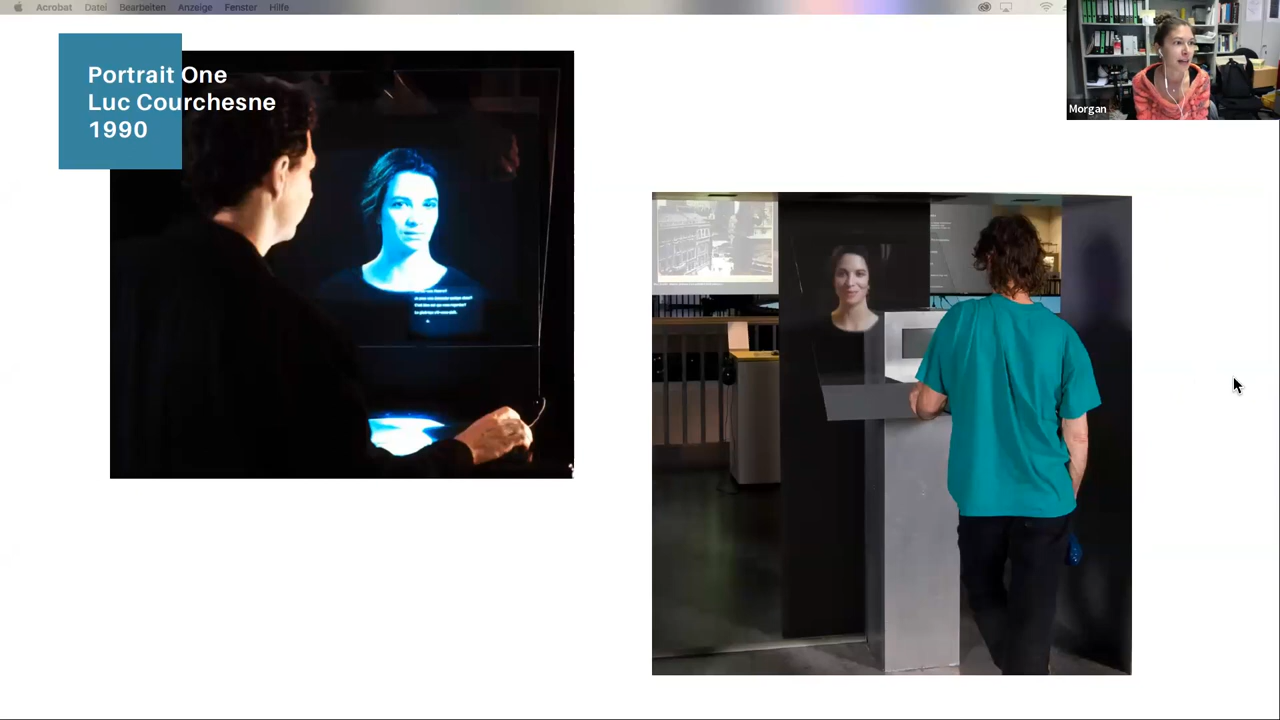 Acrobat Datei Bearbeiten Anzeige Fenster Hilfe
Portrait One
Luc Courchesne
1990
Morgan